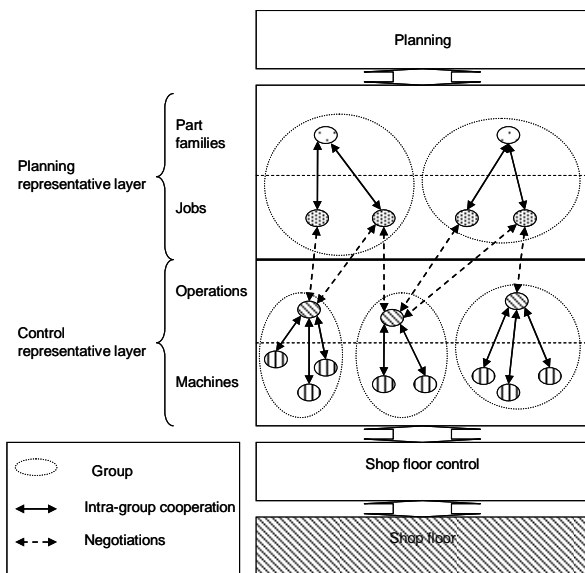 Planning
Part
families
Planning
representative layer
Jobs
Operations
Control
representative layer
Machines
Shop floor control
Group
Intra-group cooperation
Negotiations
Shop floor